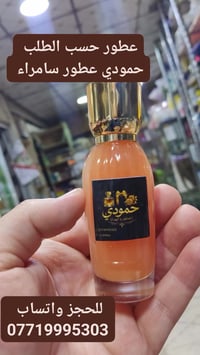 عطور حسب الطلب
حمودي عطور سامراء
حمودي
للحجز واتساب
07719995303